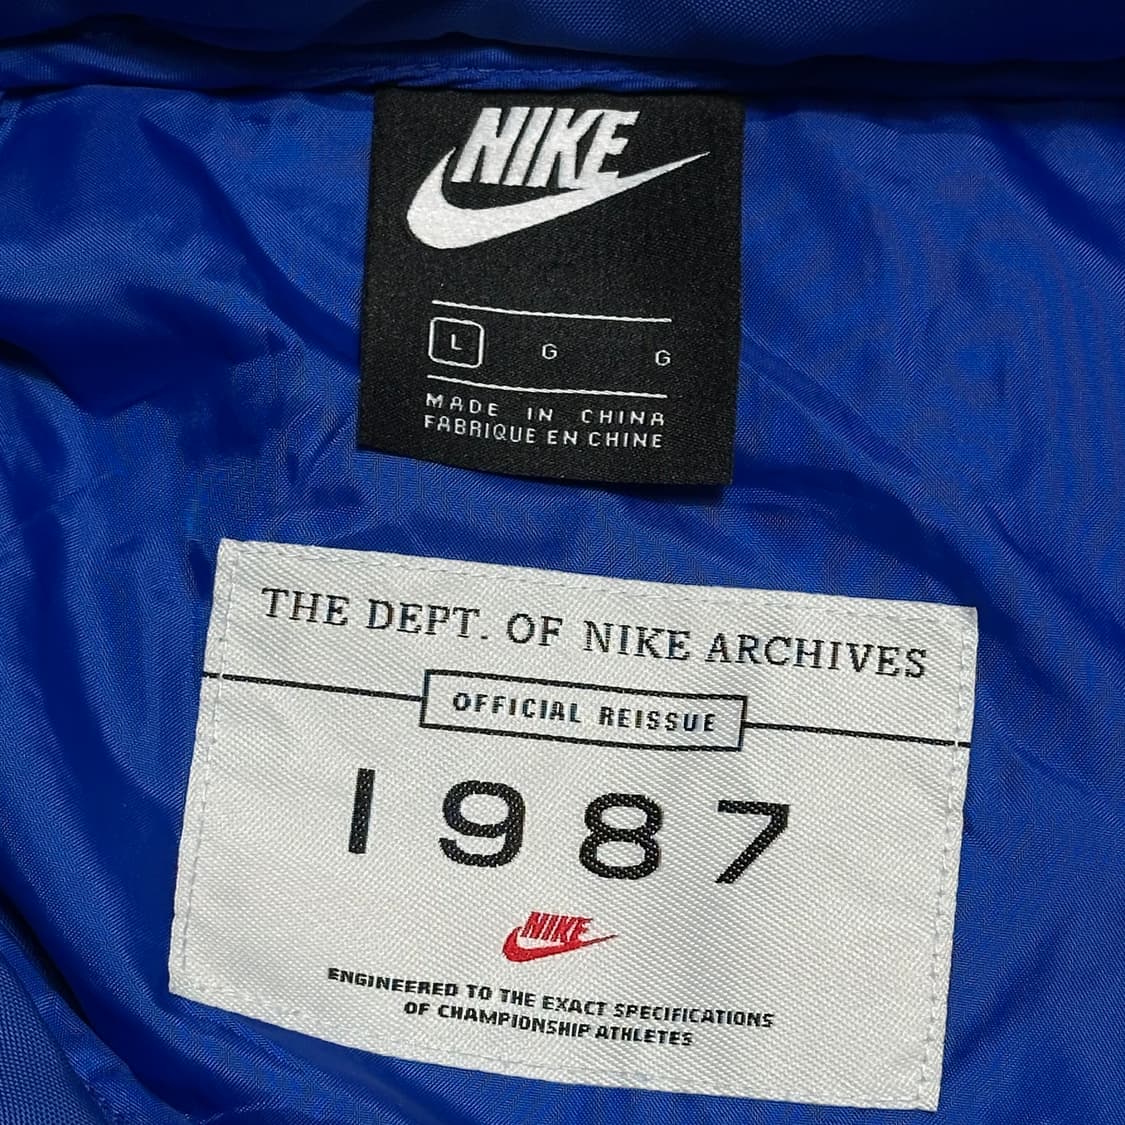 NIKE
L G G
MADE IN CHINA
FABRIQUE EN CHINE
THE DEPT. OF NIKE ARCHIVES
OFFICIAL REISSUE
1987
NIKE
ENGINEERED TO THE EXACT SPECIFICATIONS
OF CHAMPIONSHIP ATHLETES